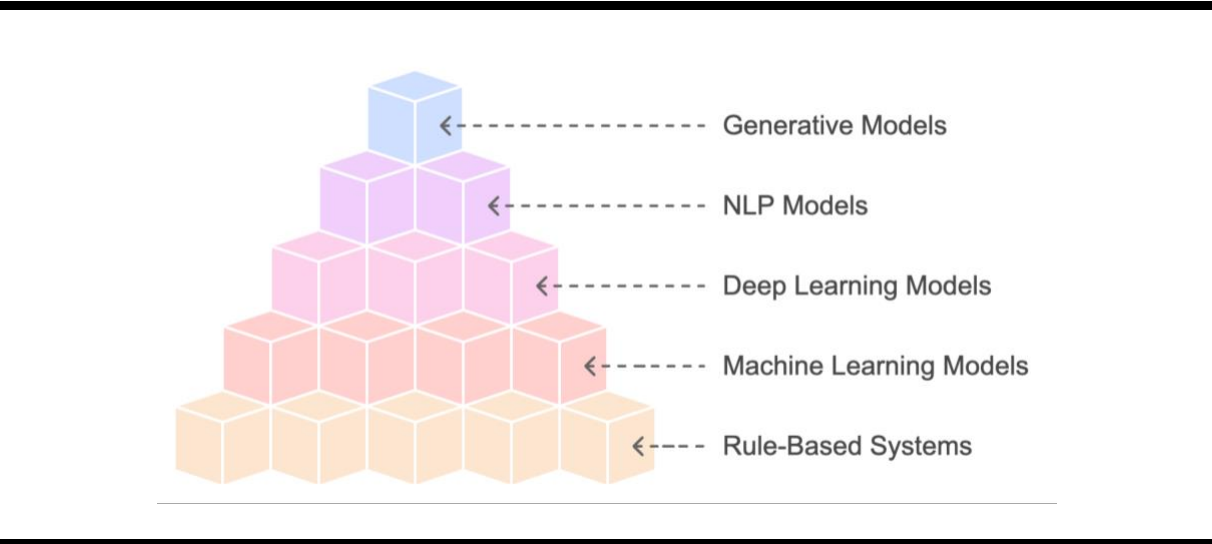 Generative Models
NLP Models
Deep Learning Models
Machine Learning Models
Rule-Based Systems